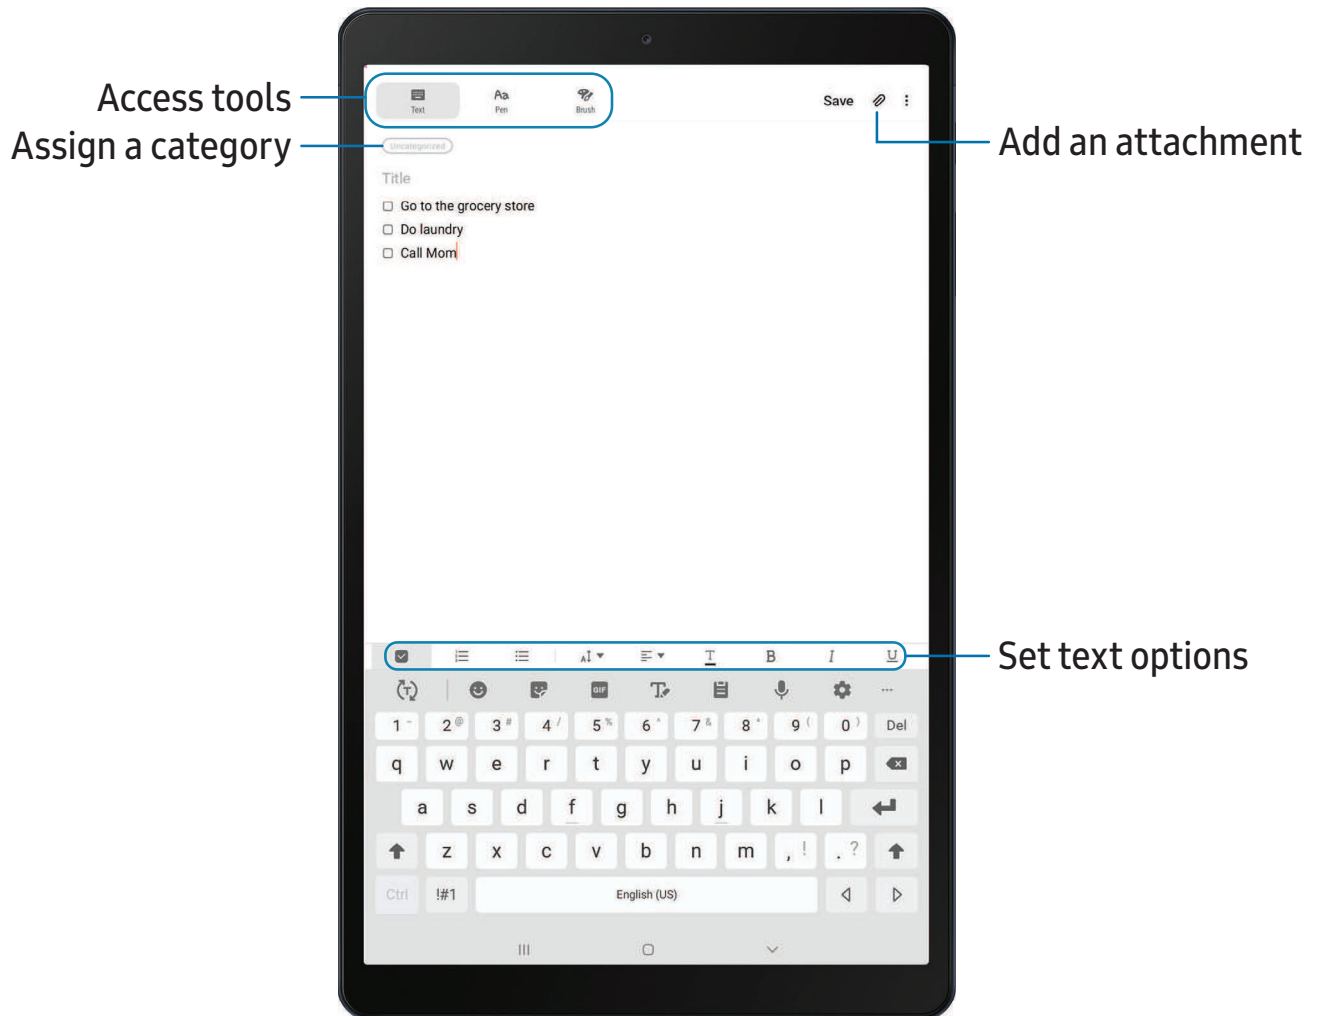 Access tools
Assign a category
Add an attachment
Set text options
Text
Aa
Pen
Brush
Save
Uncategorized
Title
Go to the grocery store
Do laundry
Call Mom
A T B I U
T GIF T
1 - 2 @ 3 # 4 / 5 % 6 ^ 7 & 8 * 9 ( 0 ) Del
q w e r t y u i o p
a s d f g h j k l
z x c v b n m , ! . ?
Ctrl !#1 English (US)